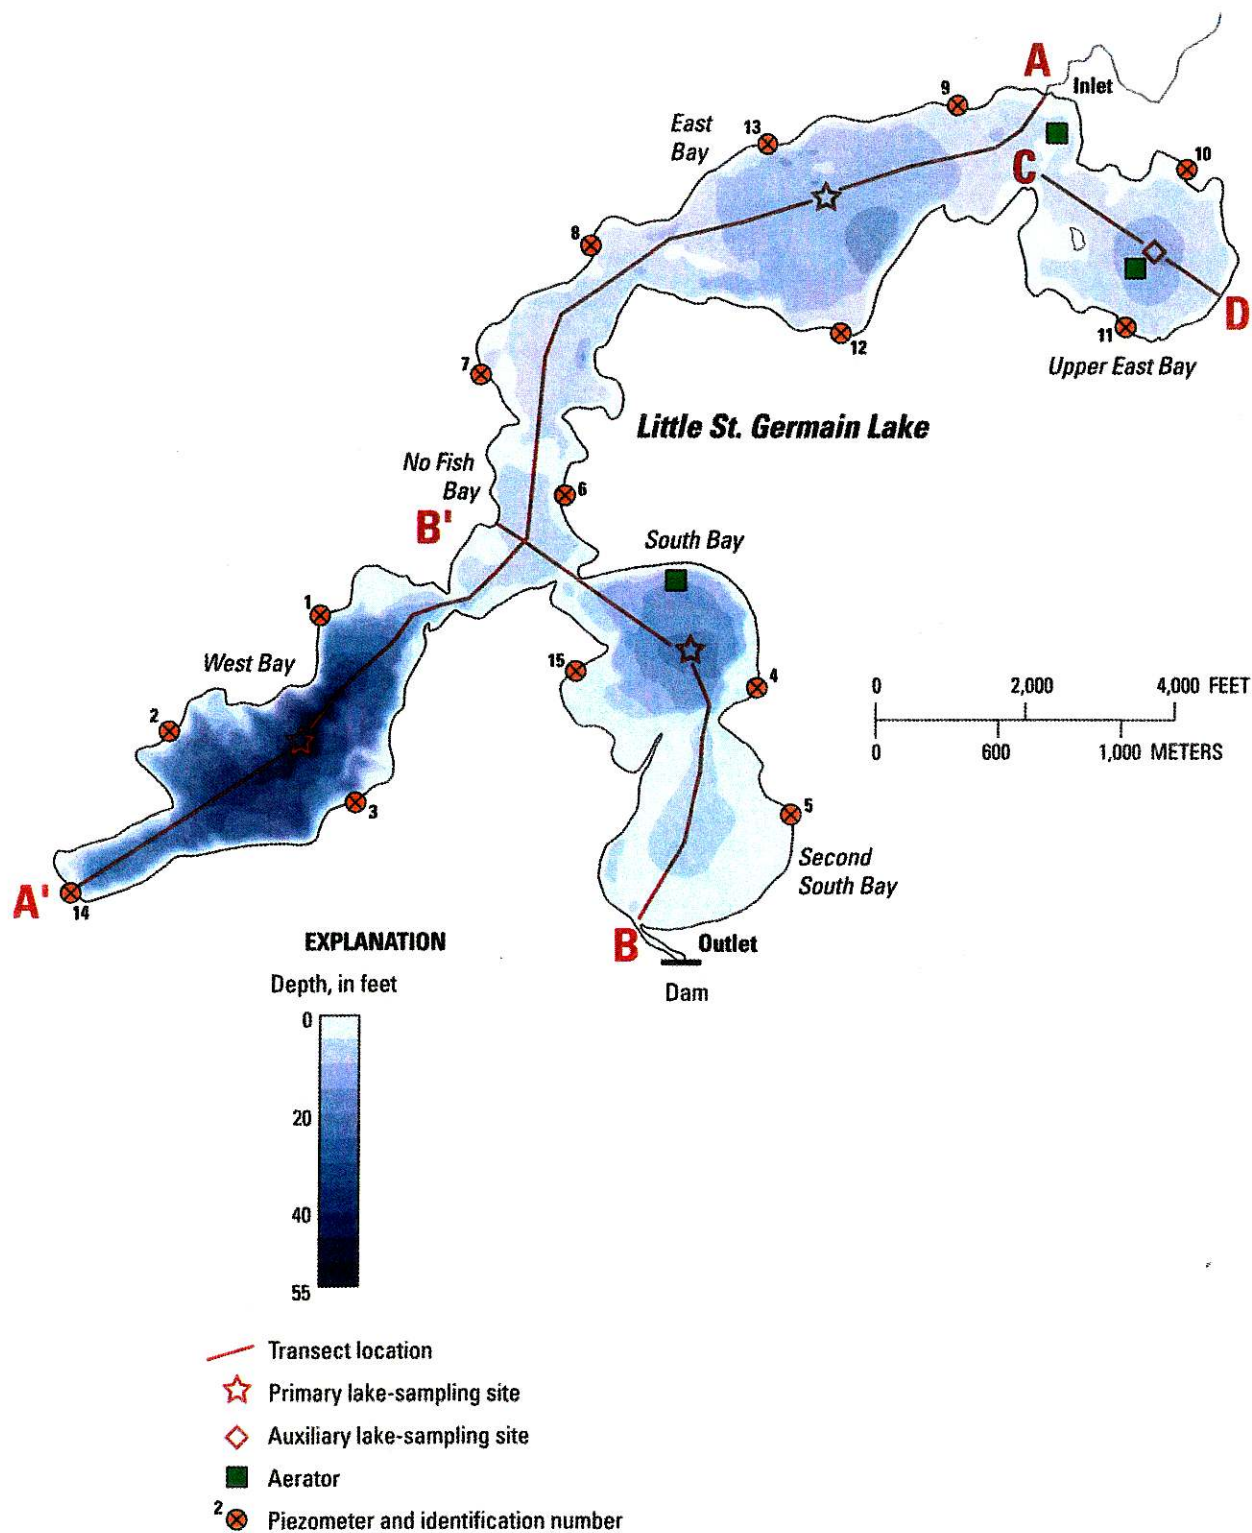 A
Inlet
9
East
Bay
13
10
C
8
D
11
12
Upper East Bay
7
Little St. Germain Lake
No Fish
Bay
6
B'
South Bay
1
West Bay
15
4
0 2,000 4,000 FEET
0 600 1,000 METERS
2
3
5
Second
South Bay
A'
14
B
Outlet
Dam
EXPLANATION
Depth, in feet
0
20
40
55
Transect location
Primary lake-sampling site
Auxiliary lake-sampling site
Aerator
2 Piezometer and identification number